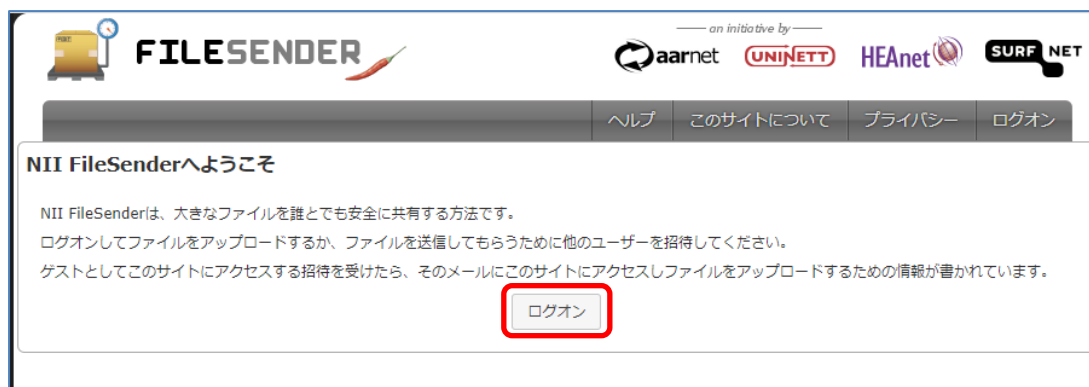 FILESENDER
an initiative by
aarnet UNINETT HEAnet SURF NET
ヘルプ このサイトについて プライバシー ログオン
NII FileSenderへようこそ
NII FileSenderは、大きなファイルを誰とでも安全に共有する方法です。
ログオンしてファイルをアップロードするか、ファイルを送信してもらうために他のユーザーを招待してください。
ゲストとしてこのサイトにアクセスする招待を受けたら、そのメールにこのサイトにアクセスしファイルをアップロードするための情報が書かれています。
ログオン